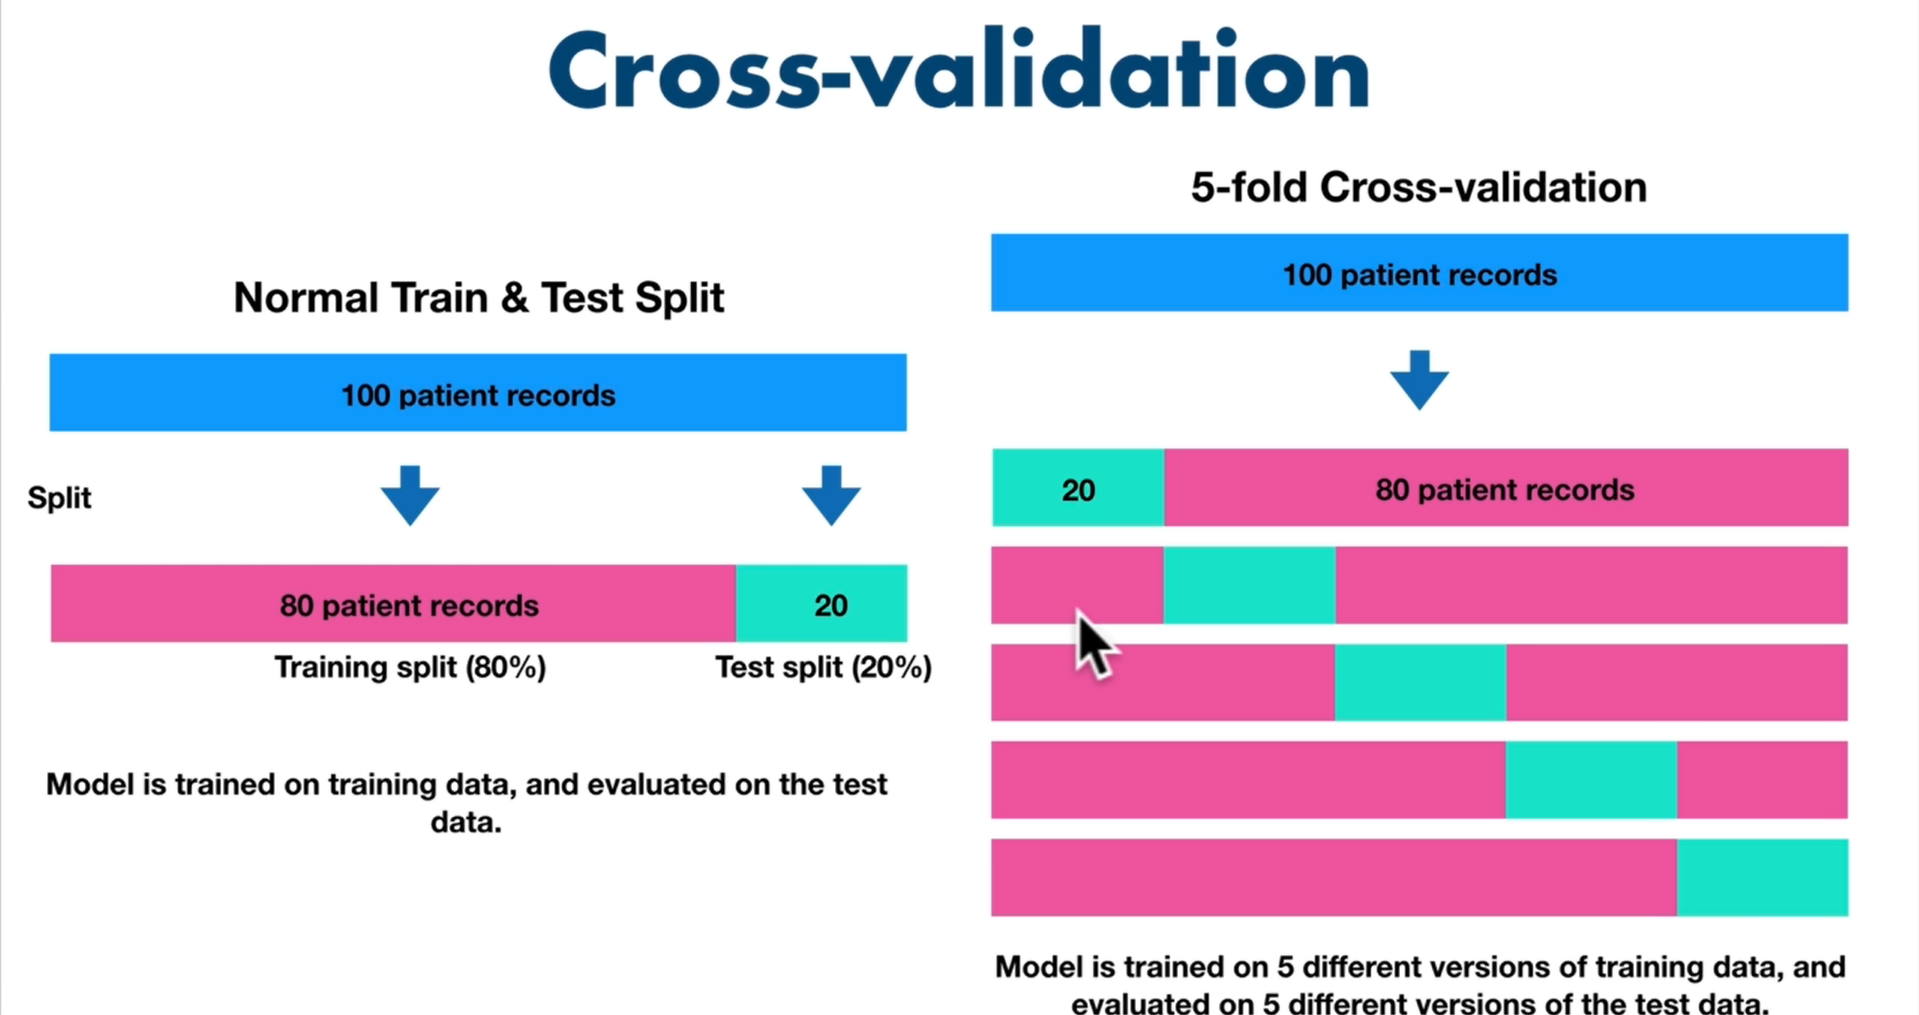 Cross-validation
Normal Train & Test Split
100 patient records
Split
80 patient records
20
Training split (80%)
Test split (20%)
Model is trained on training data, and evaluated on the test
data.
5-fold Cross-validation
100 patient records
20
80 patient records
Model is trained on 5 different versions of training data, and
evaluated on 5 different versions of the test data.